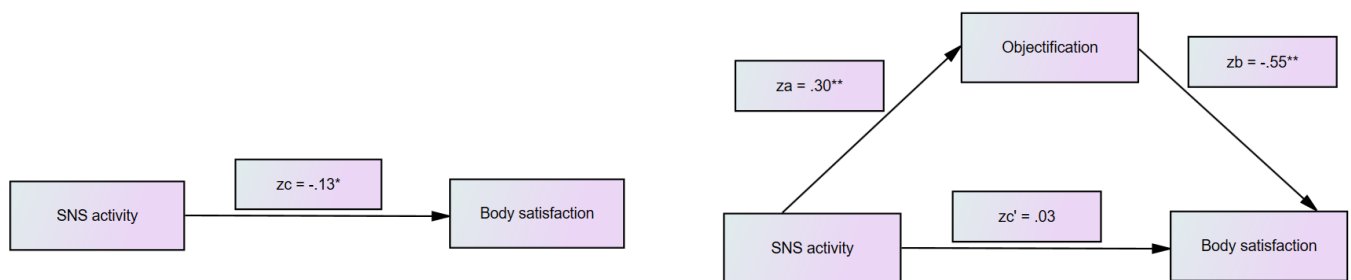 zc = -.13*
SNS activity
Body satisfaction
Objectification
za = .30**
zb = -.55**
zc' = .03
SNS activity
Body satisfaction